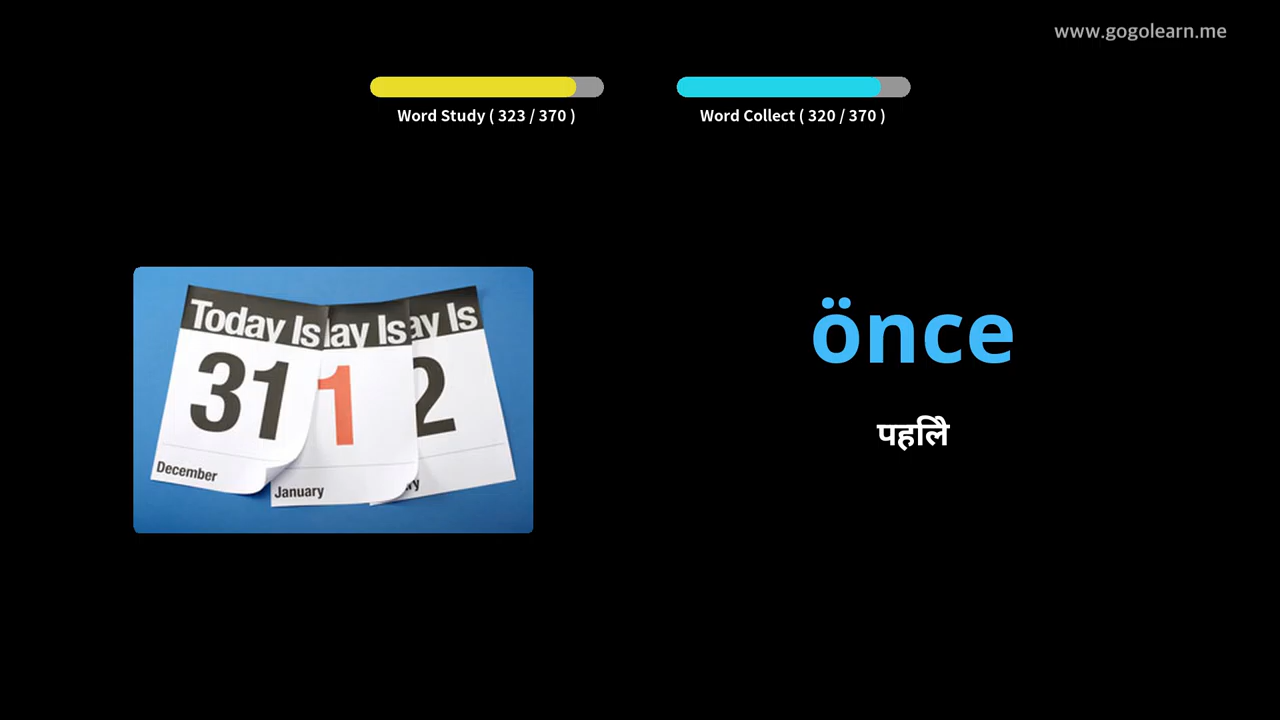 www.gogolearn.me
Word Study ( 323 / 370 )
Word Collect ( 320 / 370 )
Today Is
ay Is
ay Is
31
1
2
December
January
ry
önce
पहलिे